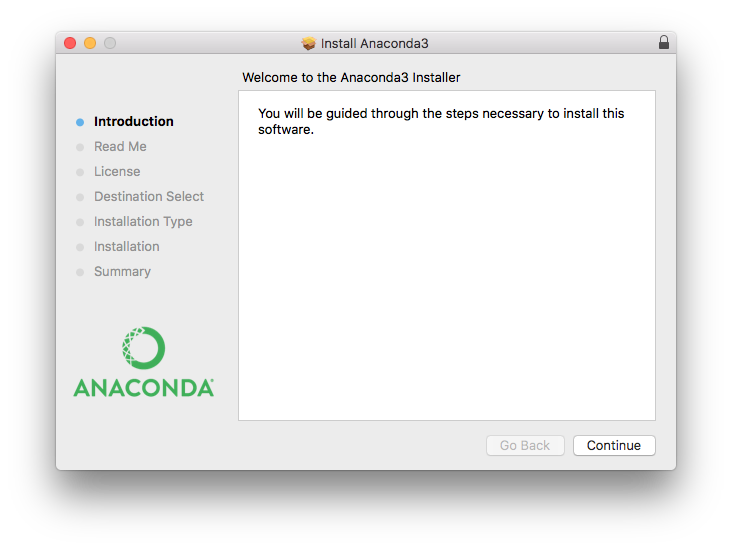 Install Anaconda3
Welcome to the Anaconda3 Installer
Introduction
Read Me
License
Destination Select
Installation Type
Installation
Summary
You will be guided through the steps necessary to install this
software.
ANACONDA
Go Back
Continue